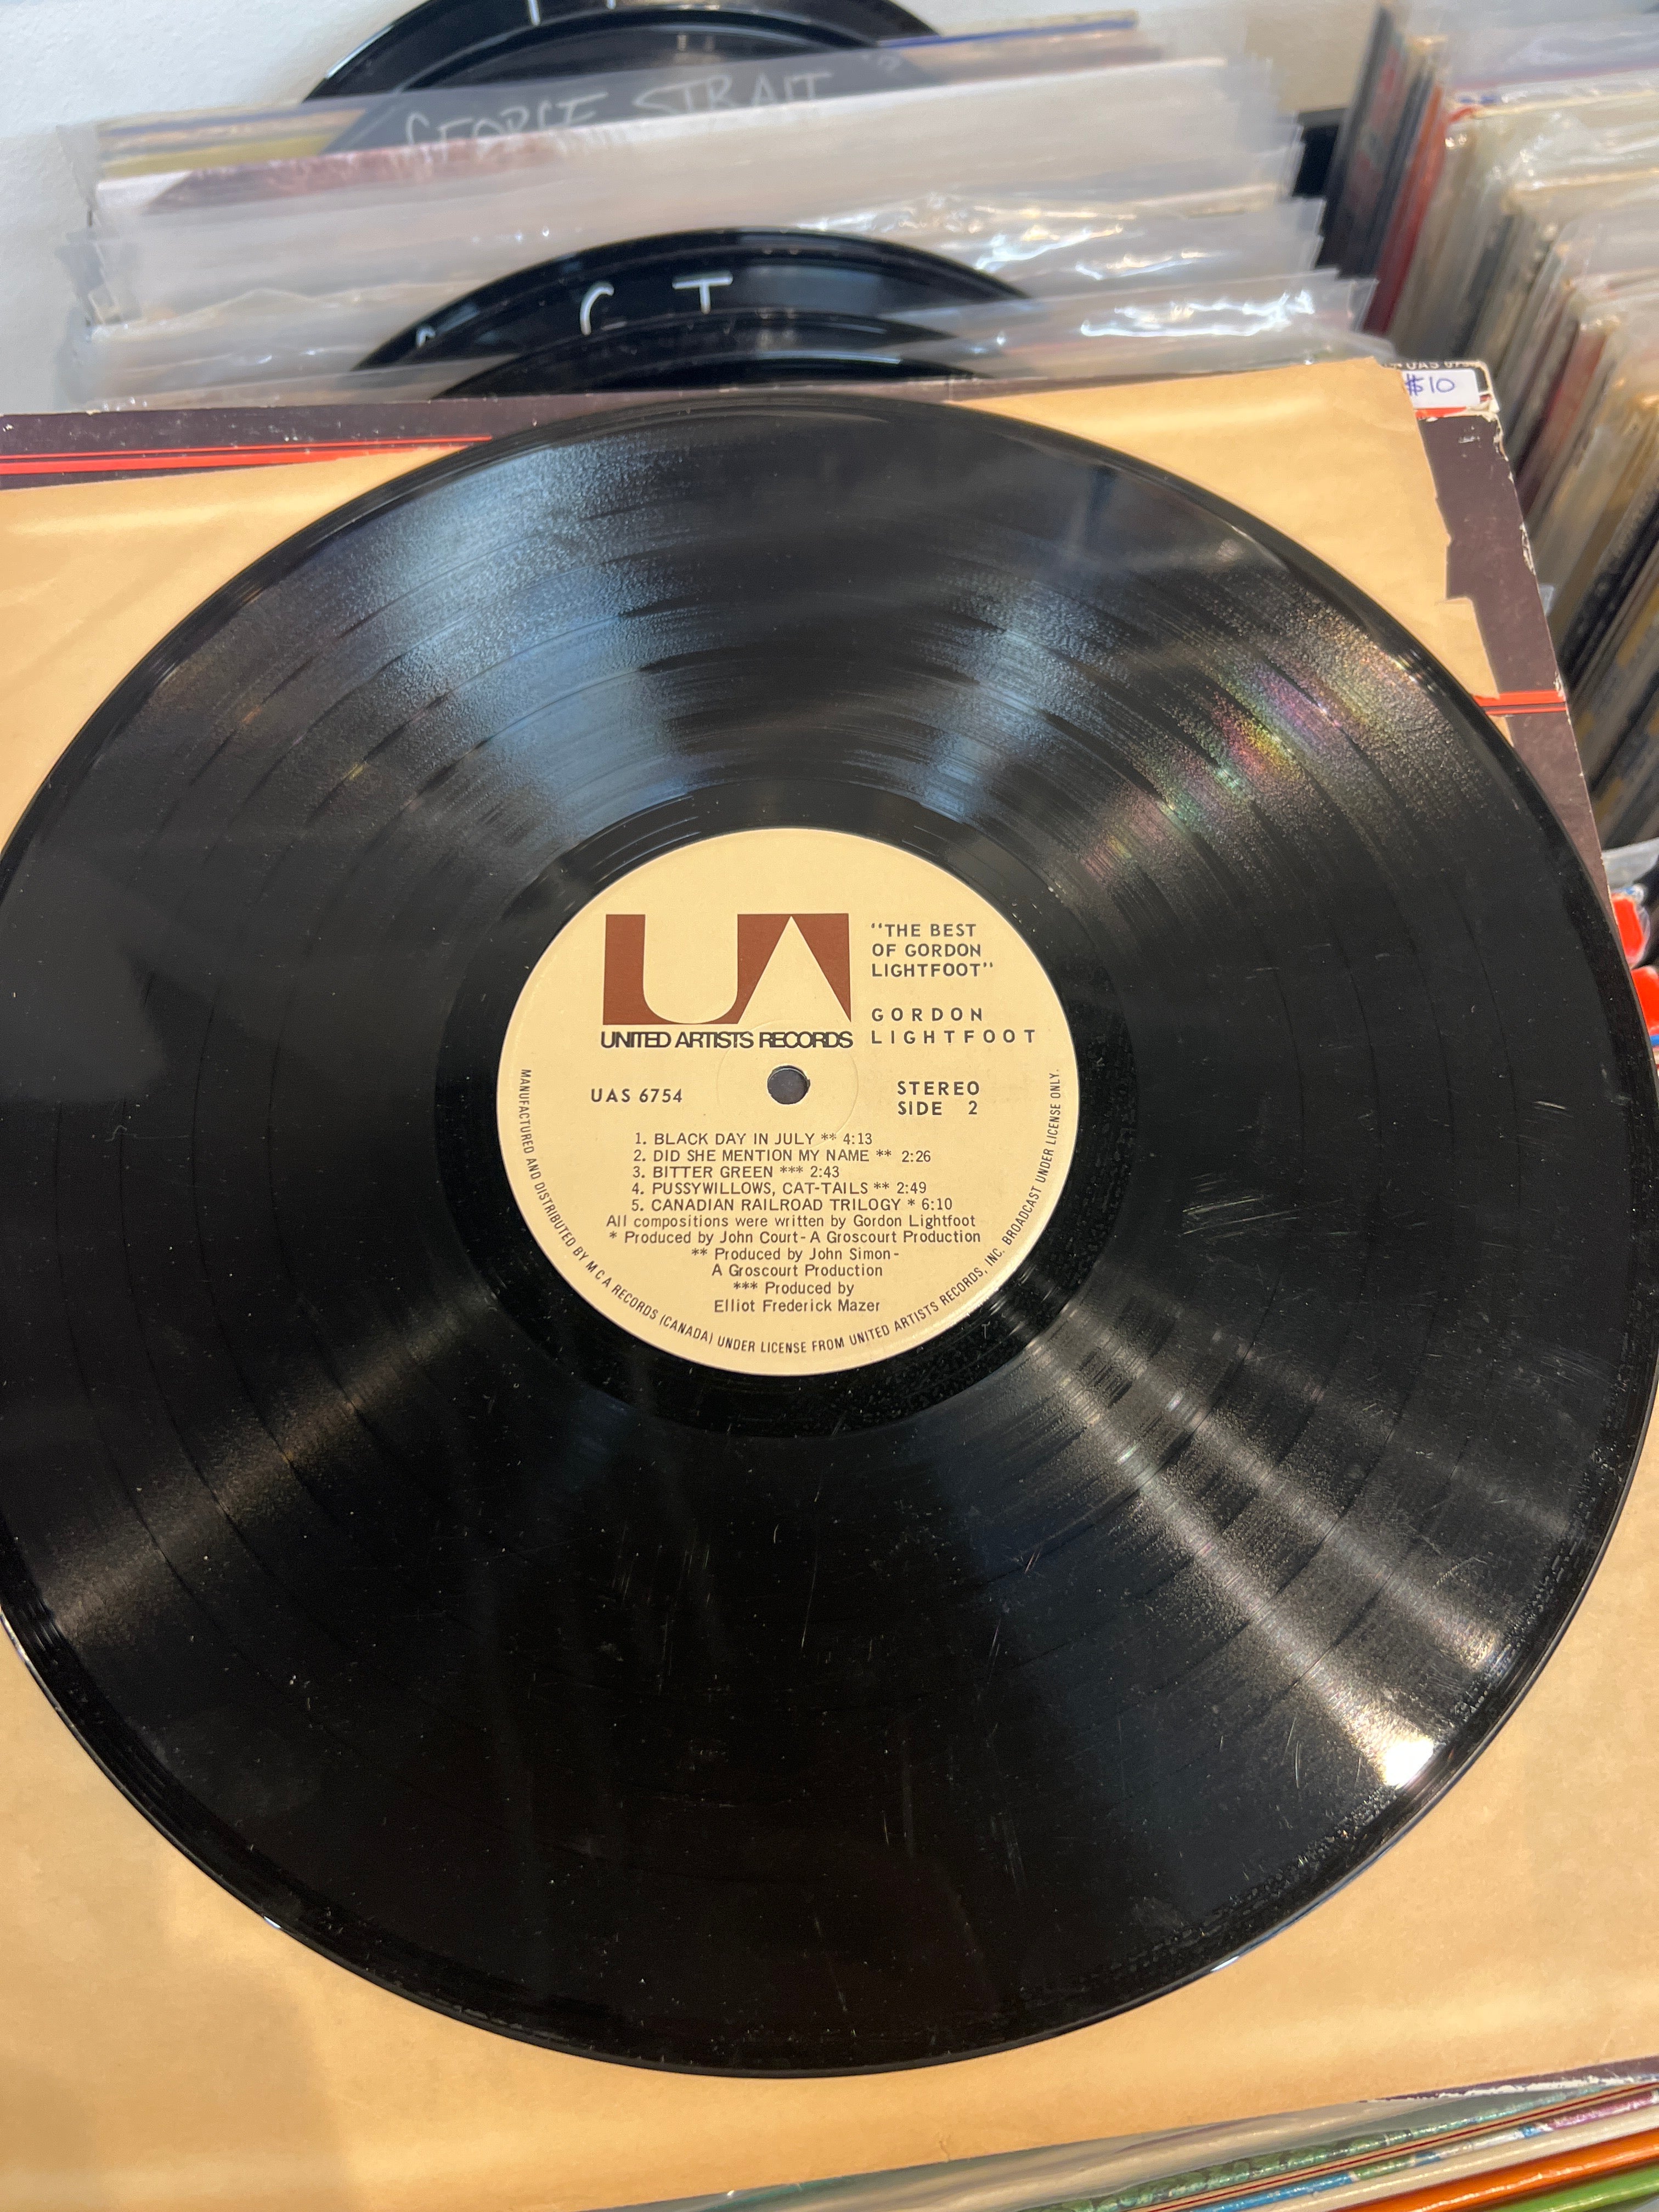 GEORGE STRAIT
C T
UAS 675
$10
UA
UNITED ARTISTS RECORDS
"THE BEST
OF GORDON
LIGHTFOOT"
GORDON
LIGHTFOOT
UAS 6754
STEREO
SIDE 2
1. BLACK DAY IN JULY ** 4:13
2. DID SHE MENTION MY NAME ** 2:26
3. BITTER GREEN *** 2:43
4. PUSSYWILLOWS, CAT-TAILS ** 2:49
5. CANADIAN RAILROAD TRILOGY * 6:10
All compositions were written by Gordon Lightfoot
* Produced by John Court - A Groscourt Production
** Produced by John Simon -
A Groscourt Production
*** Produced by
Elliot Frederick Mazer
MANUFACTURED AND DISTRIBUTED BY M C A RECORDS (CANADA) UNDER LICENSE FROM UNITED ARTISTS RECORDS, INC. BROADCAST UNDER LICENSE ONLY.